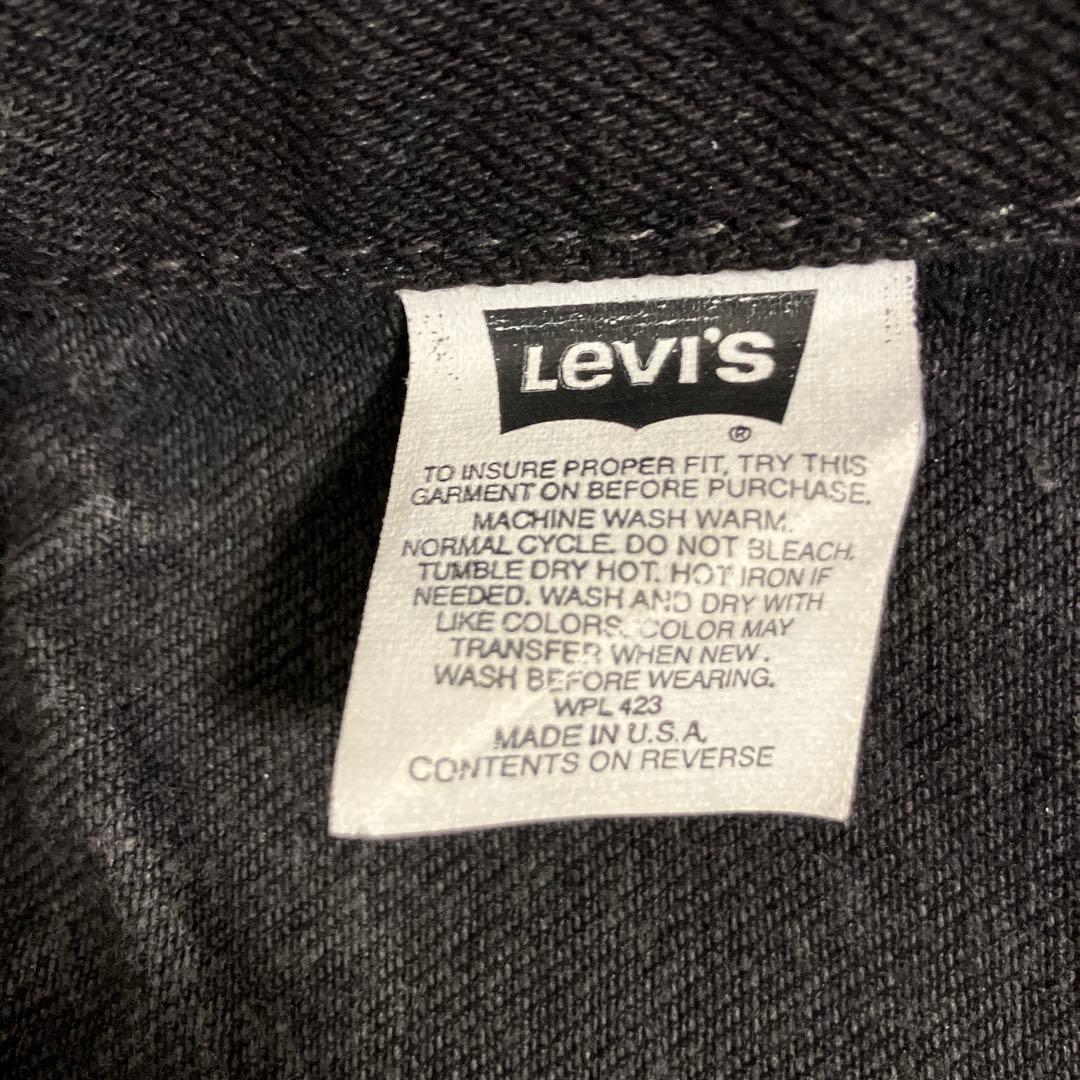 LEVI'S
®
TO INSURE PROPER FIT, TRY THIS
GARMENT ON BEFORE PURCHASE.
MACHINE WASH WARM.
NORMAL CYCLE. DO NOT BLEACH.
TUMBLE DRY HOT. HOT IRON IF
NEEDED. WASH AND DRY WITH
LIKE COLORS. COLOR MAY
TRANSFER WHEN NEW.
WASH BEFORE WEARING.
WPL 423
MADE IN U.S.A.
CONTENTS ON REVERSE